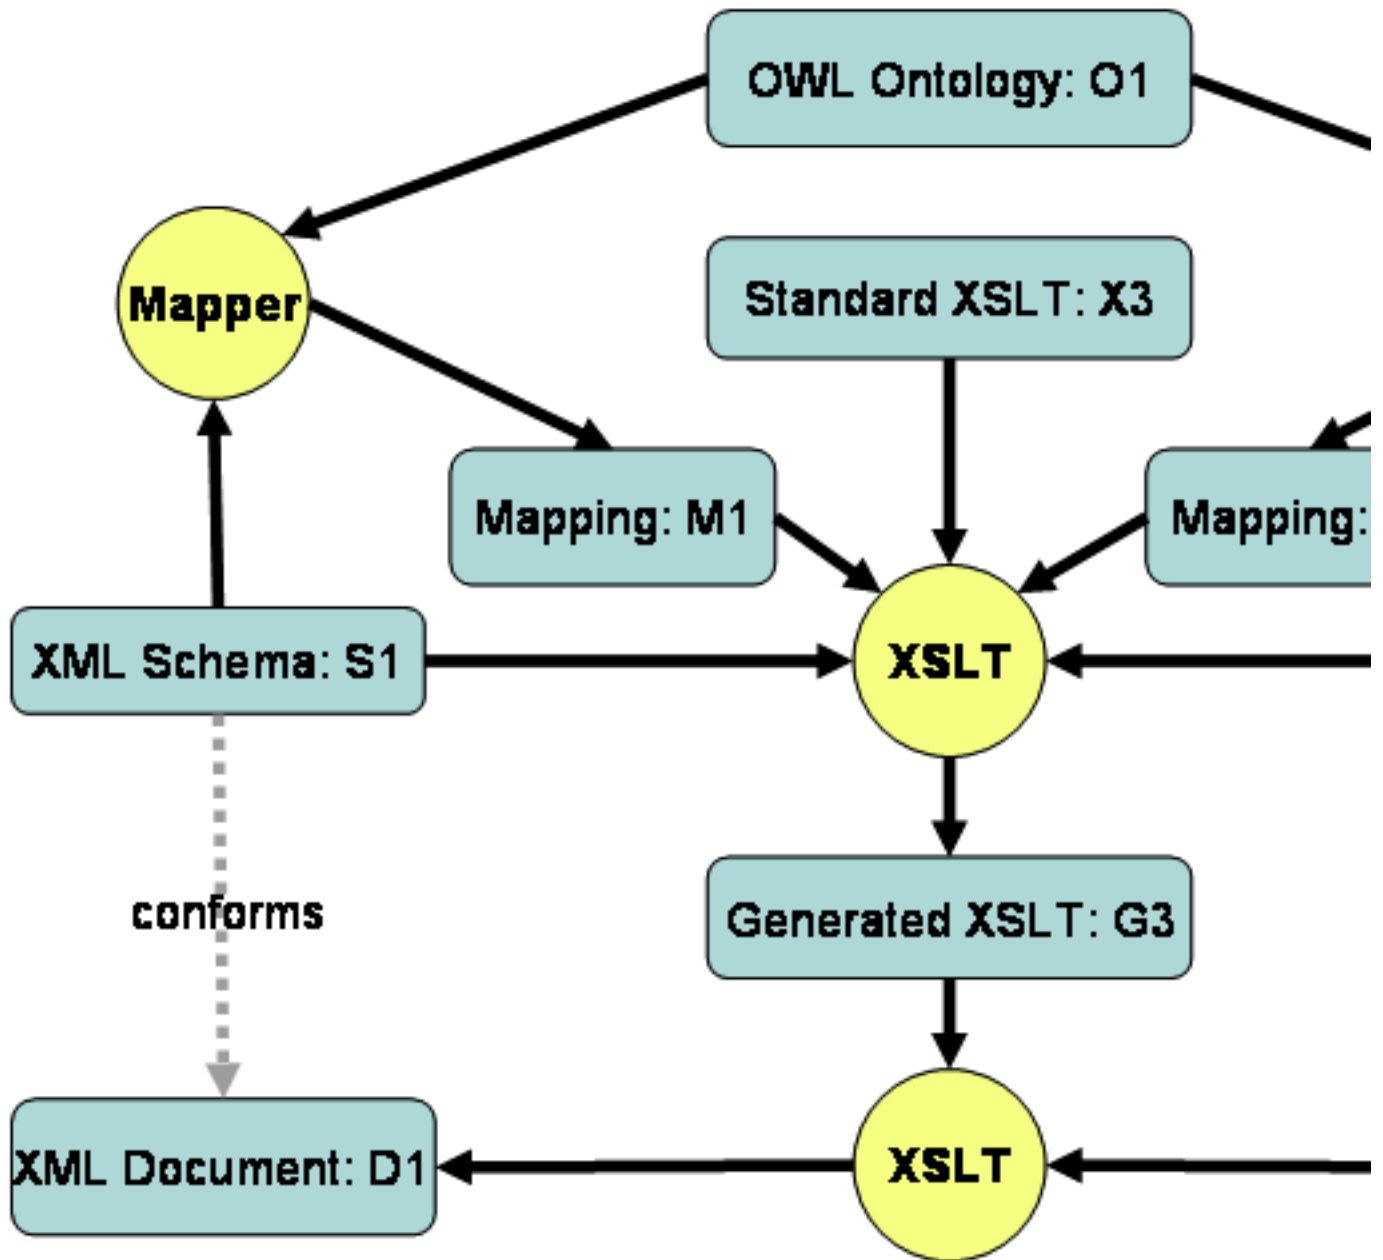 OWL Ontology: O1
Mapper
Standard XSLT: X3
Mapping: M1
Mapping:
XML Schema: S1
XSLT
conforms
Generated XSLT: G3
XML Document: D1
XSLT